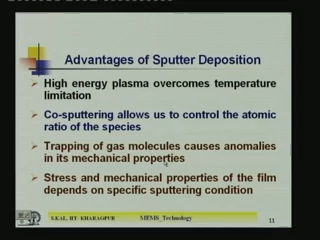 Advantages of Sputter Deposition
High energy plasma overcomes temperature
limitation
Co-sputtering allows us to control the atomic
ratio of the species
Trapping of gas molecules causes anomalies
in its mechanical properties
Stress and mechanical properties of the film
depends on specific sputtering condition
S.KAL, IIT- KHARAGPUR MEMS_Technology 11